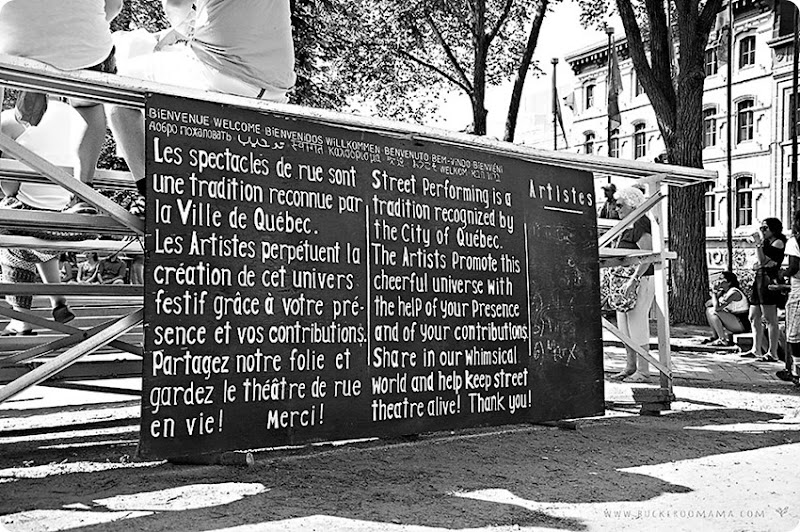 BIENVENUE WELCOME BIENVENIDOS WILLKOMMEN BENVENUTO BEM-VINDO BIENVÉNI
добро пожаловать καλοσώρισμα WELKOM
Les spectacles de rue sont
une tradition reconnue par
la Ville de Québec.
Les Artistes perpétuent la
création de cet univers
festif grâce à votre pré-
sence et vos contributions.
Partagez notre folie et
gardez le théâtre de rue
en vie! Merci!
Street Performing is a
tradition recognized by
the City of Québec.
The Artists Promote this
cheerful universe with
the help of your Presence
and of your contributions.
Share in our whimsical
world and help keep street
theatre alive! Thank you!
Artistes
WWW.BUCKEROOMAMA.COM